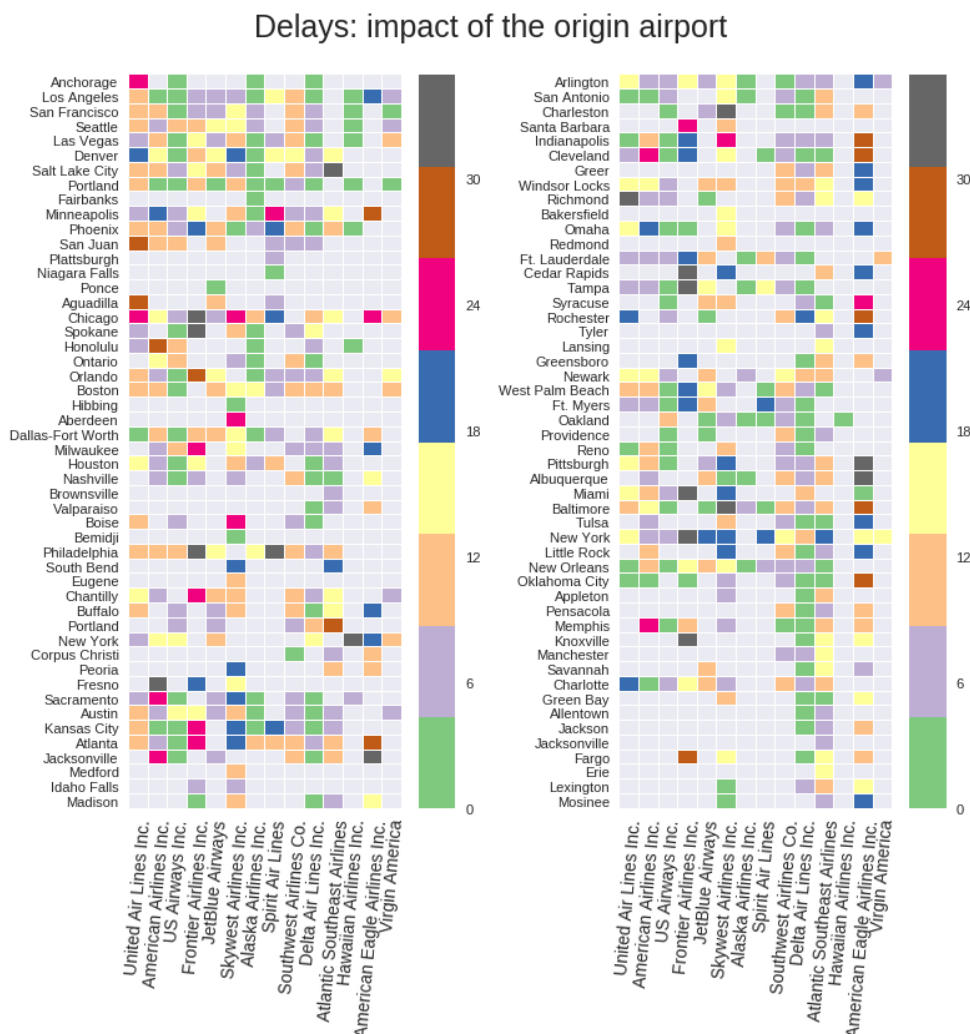 Delays: impact of the origin airport
Anchorage
Los Angeles
San Francisco
Seattle
Las Vegas
Denver
Salt Lake City
Portland
Fairbanks
Minneapolis
Phoenix
San Juan
Plattsburgh
Niagara Falls
Ponce
Aguadilla
Chicago
Spokane
Honolulu
Ontario
Orlando
Boston
Hibbing
Aberdeen
Dallas-Fort Worth
Milwaukee
Houston
Nashville
Brownsville
Valparaiso
Boise
Bemidji
Philadelphia
South Bend
Eugene
Chantilly
Buffalo
Portland
New York
Corpus Christi
Peoria
Fresno
Sacramento
Austin
Kansas City
Atlanta
Jacksonville
Medford
Idaho Falls
Madison
United Air Lines Inc.
American Airlines Inc.
US Airways Inc.
Frontier Airlines Inc.
JetBlue Airways
Skywest Airlines Inc.
Alaska Airlines Inc.
Spirit Air Lines
Southwest Airlines Co.
Delta Air Lines Inc.
Atlantic Southeast Airlines
Hawaiian Airlines Inc.
American Eagle Airlines Inc.
Virgin America
30
24
18
12
6
0
Arlington
San Antonio
Charleston
Santa Barbara
Indianapolis
Cleveland
Greer
Windsor Locks
Richmond
Bakersfield
Omaha
Redmond
Ft. Lauderdale
Cedar Rapids
Tampa
Syracuse
Rochester
Tyler
Lansing
Greensboro
Newark
West Palm Beach
Ft. Myers
Oakland
Providence
Reno
Pittsburgh
Albuquerque
Miami
Baltimore
Tulsa
New York
Little Rock
New Orleans
Oklahoma City
Appleton
Pensacola
Memphis
Knoxville
Manchester
Savannah
Charlotte
Green Bay
Allentown
Jackson
Jacksonville
Fargo
Erie
Lexington
Mosinee
United Air Lines Inc.
American Airlines Inc.
US Airways Inc.
Frontier Airlines Inc.
JetBlue Airways
Skywest Airlines Inc.
Alaska Airlines Inc.
Spirit Air Lines
Southwest Airlines Co.
Delta Air Lines Inc.
Atlantic Southeast Airlines
Hawaiian Airlines Inc.
American Eagle Airlines Inc.
Virgin America
30
24
18
12
6
0